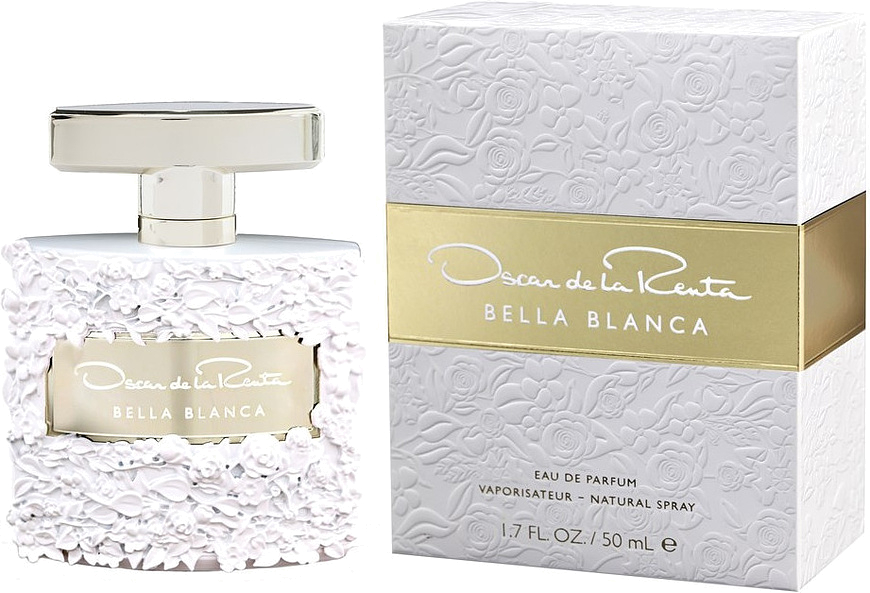 Oscar de la Renta
BELLA BLANCA
Oscar de la Renta
BELLA BLANCA
EAU DE PARFUM
VAPORISATEUR – NATURAL SPRAY
1.7 FL. OZ. / 50 mL ℮